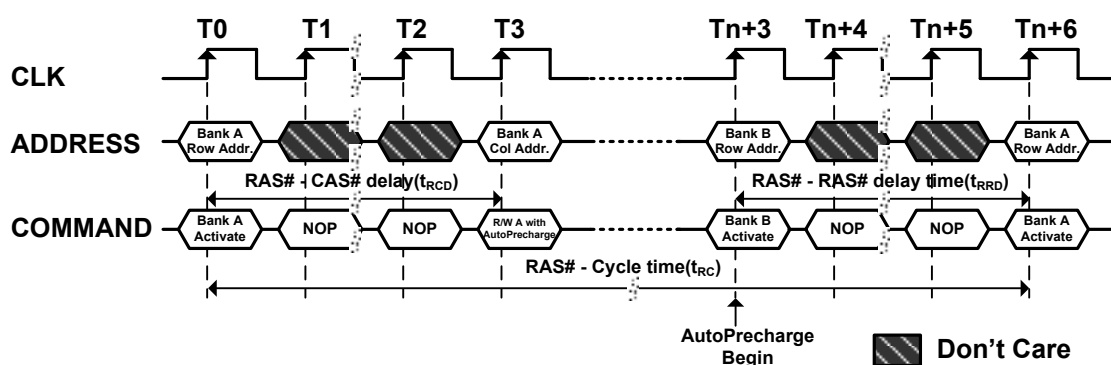 T0 T1 T2 T3 Tn+3 Tn+4 Tn+5 Tn+6
CLK
ADDRESS
Bank A
Row Addr.
Bank A
Col Addr.
Bank B
Row Addr.
Bank A
Row Addr.
RAS# - CAS# delay(tRCD)
RAS# - RAS# delay time(tRRD)
COMMAND
Bank A
Activate
NOP
NOP
R/W A with
AutoPrecharge
Bank B
Activate
NOP
NOP
Bank A
Activate
RAS# - Cycle time(tRC)
AutoPrecharge
Begin
Don't Care